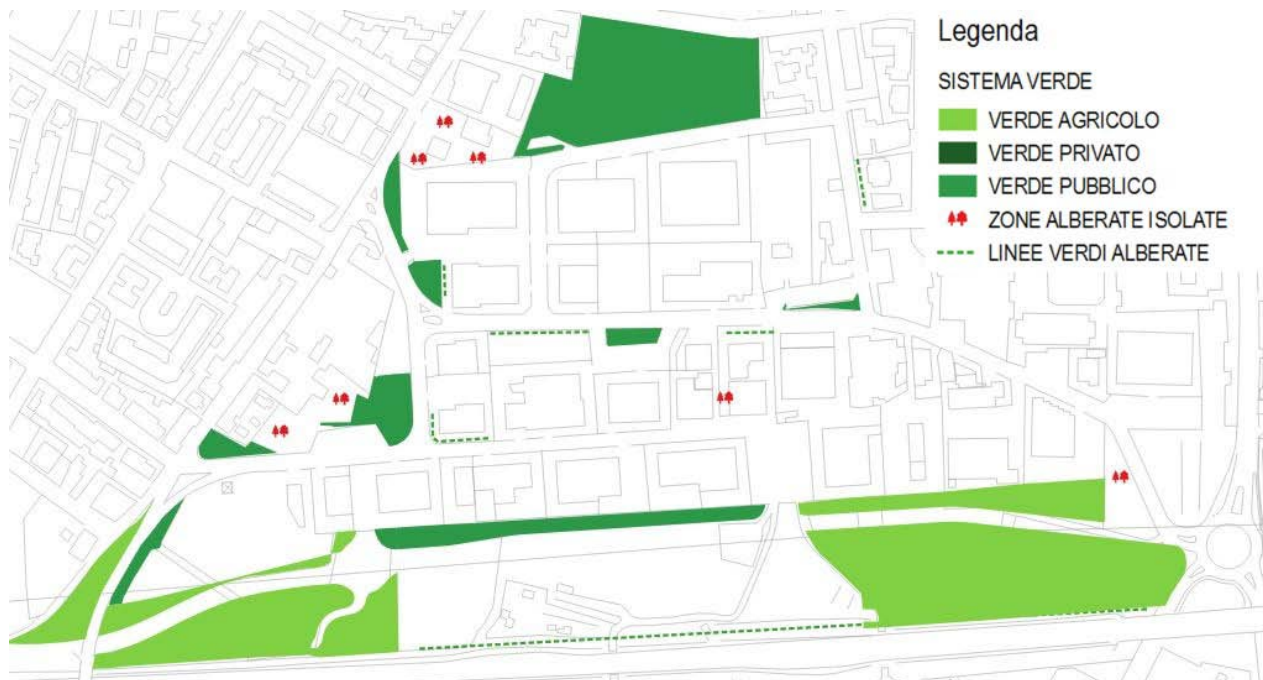 Legenda
SISTEMA VERDE
VERDE AGRICOLO
VERDE PRIVATO
VERDE PUBBLICO
ZONE ALBERATE ISOLATE
LINEE VERDI ALBERATE